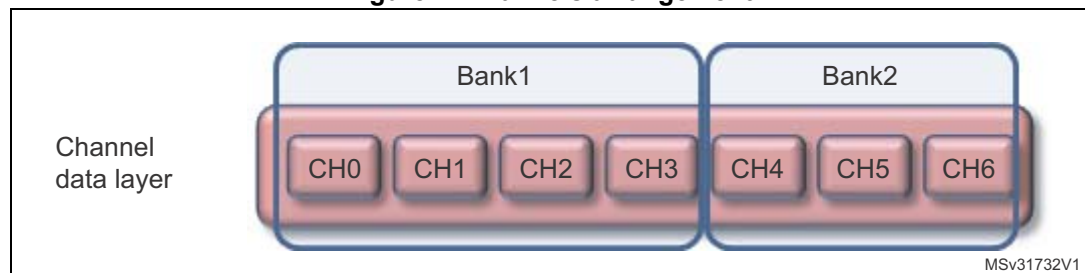 Bank1 Bank2
Channel
data layer
CH0 CH1 CH2 CH3 CH4 CH5 CH6
MSv31732V1